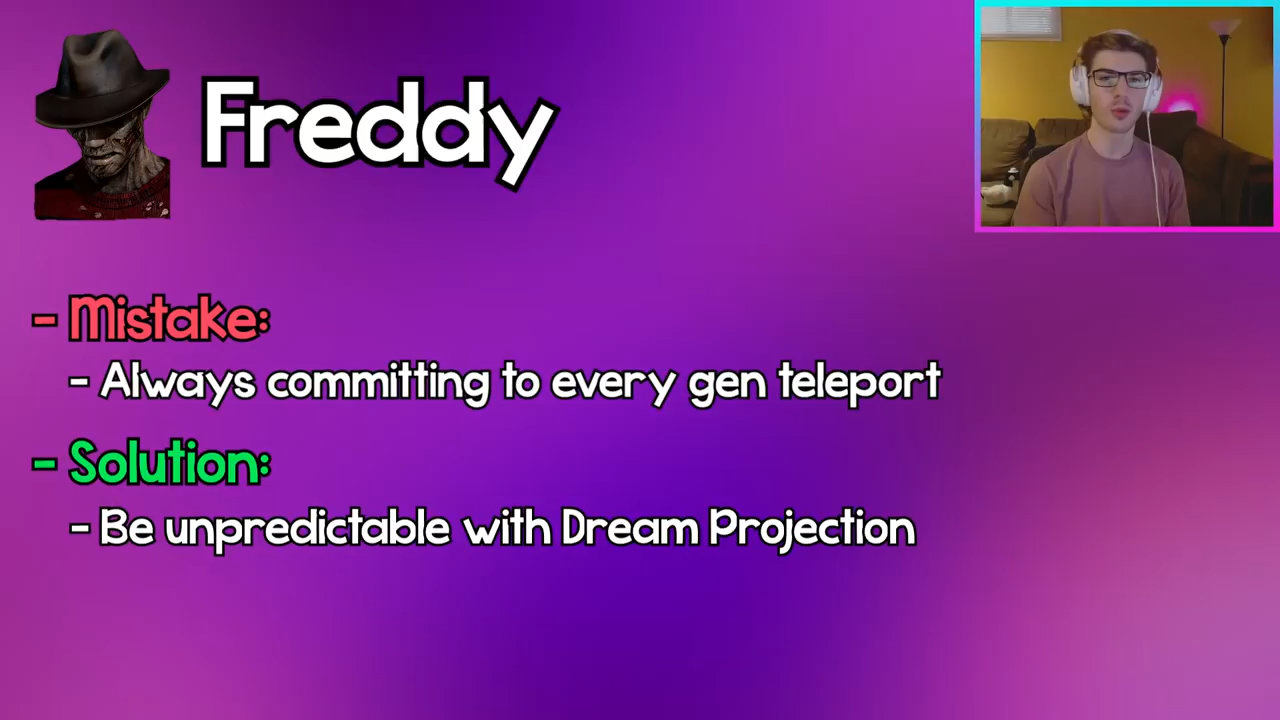 Freddy
- Mistake:
- Always committing to every gen teleport
- Solution:
- Be unpredictable with Dream Projection